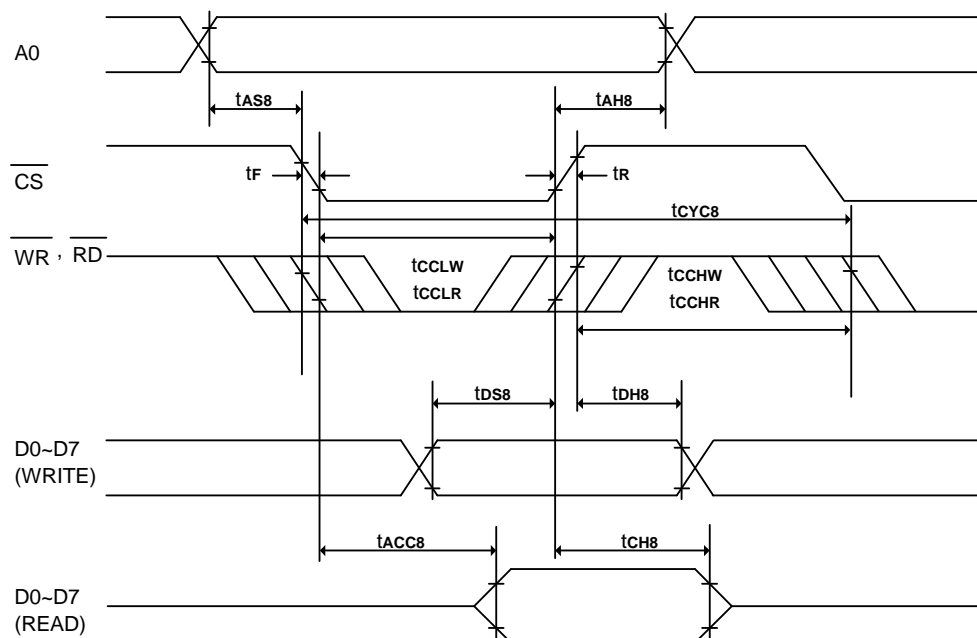 A0
tAS8
tAH8
CS
tF
tR
tCYC8
WR , RD
tCCLW
tCCLR
tCCHW
tCCHR
tDS8
tDH8
D0~D7
(WRITE)
tACC8
tCH8
D0~D7
(READ)